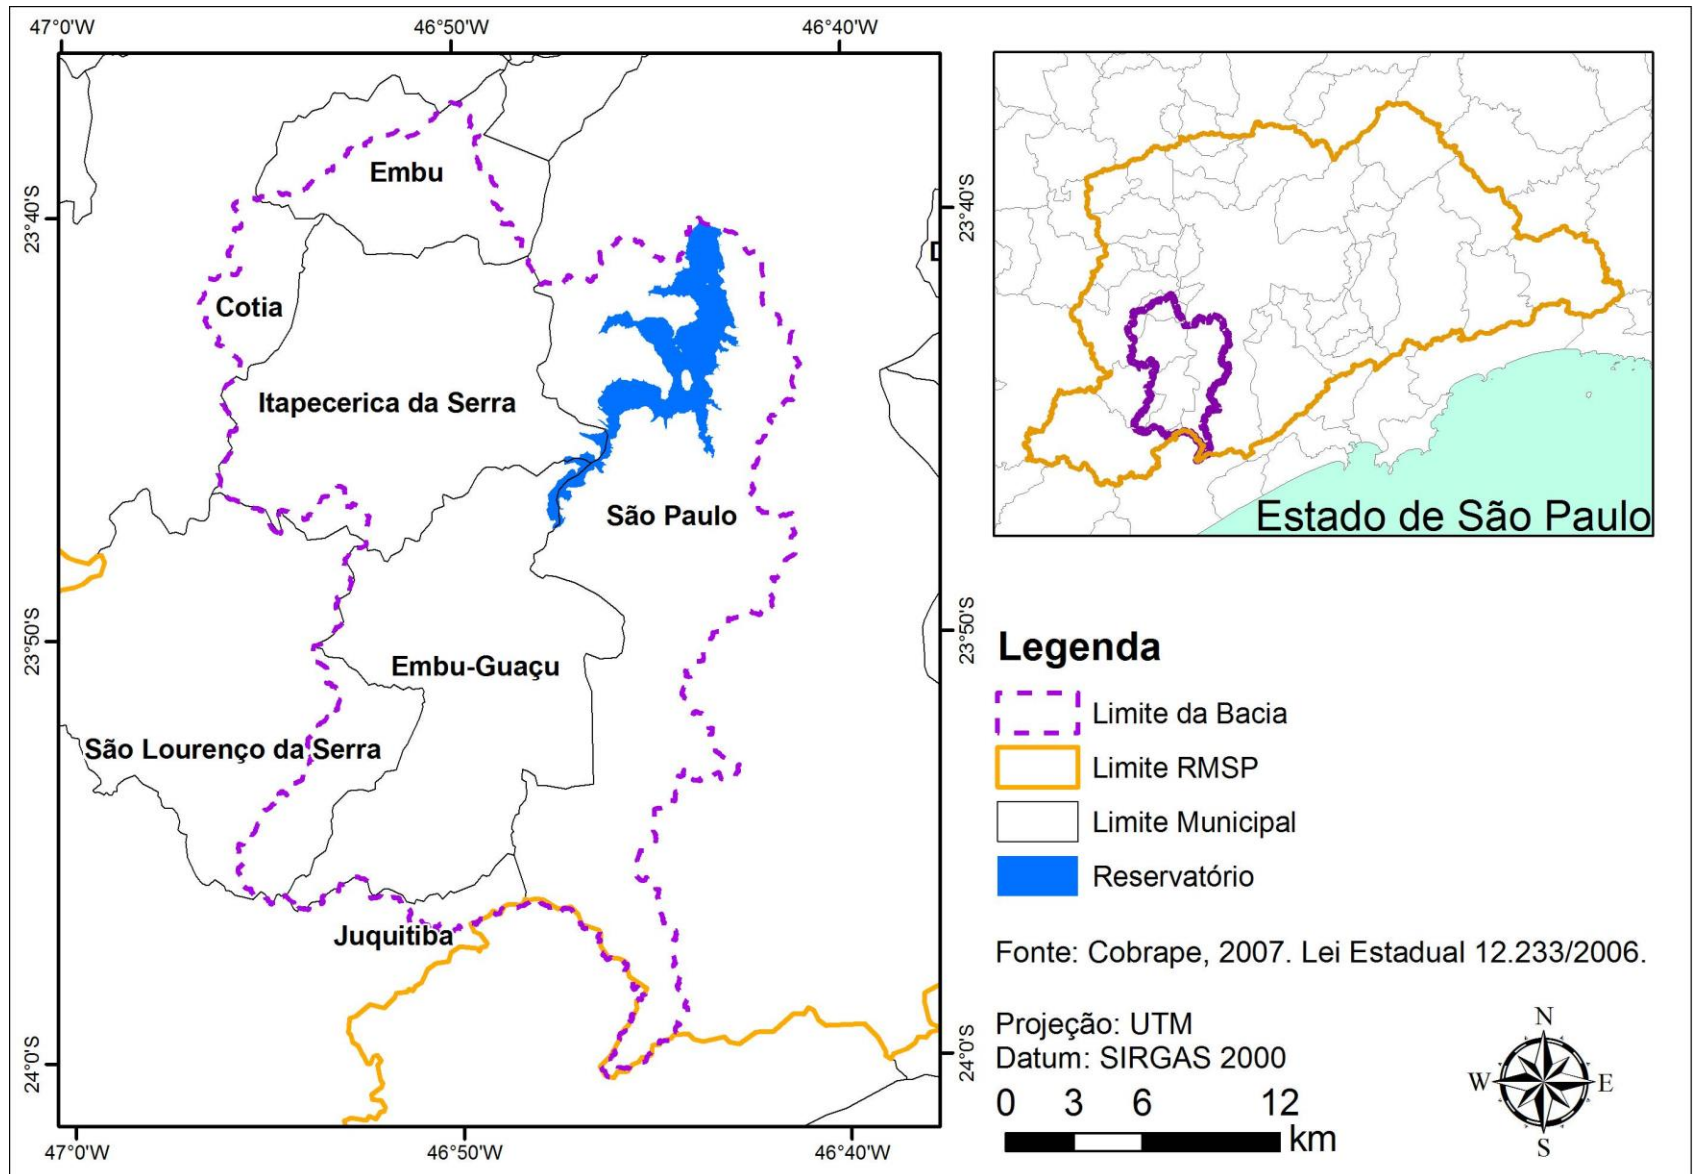 47°0'W 46°50'W 46°40'W
23°40'S 23°40'S
23°50'S 23°50'S
24°0'S 24°0'S
47°0'W 46°50'W 46°40'W
Embu
D
Cotia
Itapecerica da Serra
São Paulo
Embu-Guaçu
São Lourenço da Serra
Juquitiba
Estado de São Paulo
Legenda
Limite da Bacia
Limite RMSP
Limite Municipal
Reservatório
Fonte: Cobrape, 2007. Lei Estadual 12.233/2006.
Projeção: UTM
Datum: SIRGAS 2000
0 3 6 12
km
N
W E
S